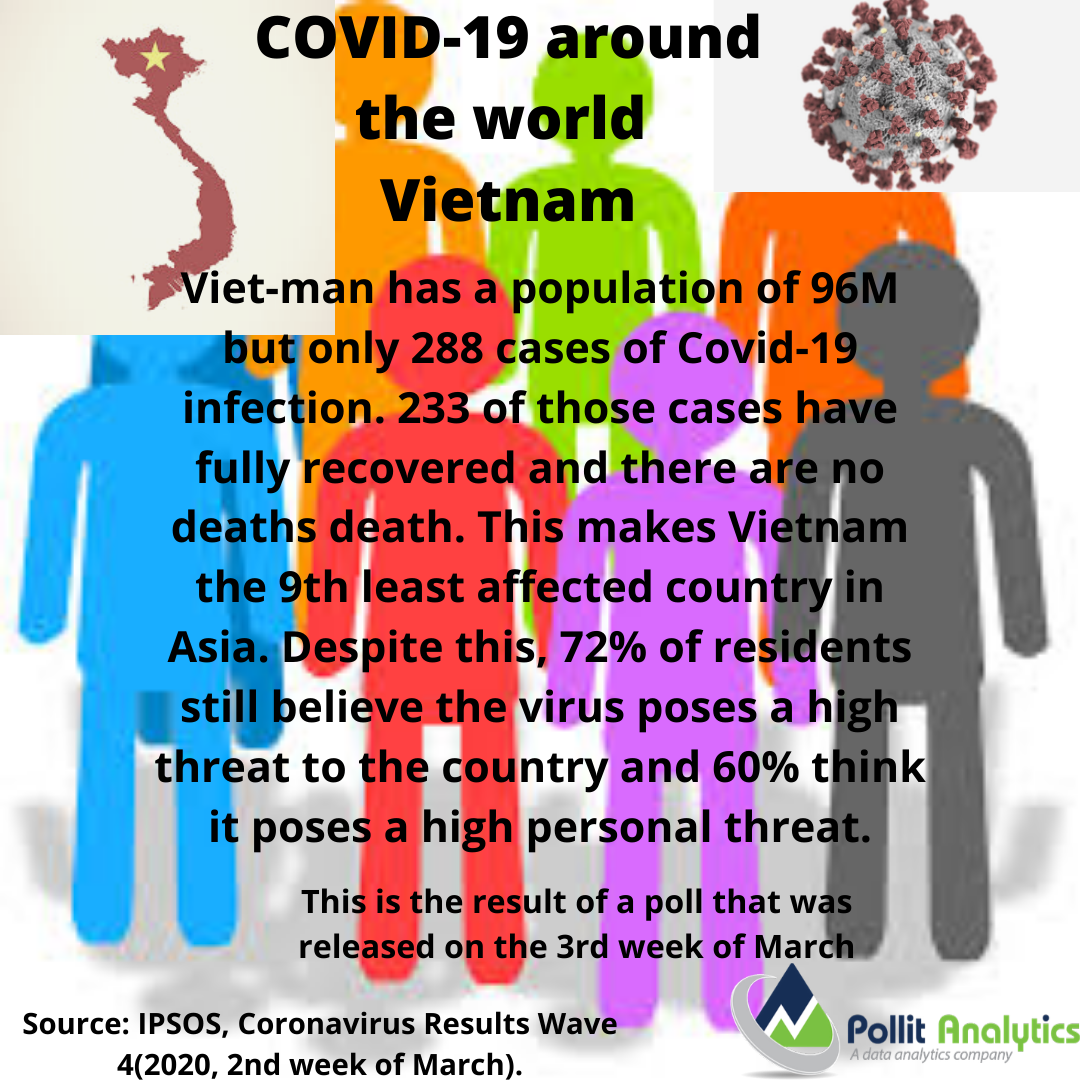 COVID-19 around
the world
Vietnam
Viet-man has a population of 96M
but only 288 cases of Covid-19
infection. 233 of those cases have
fully recovered and there are no
deaths death. This makes Vietnam
the 9th least affected country in
Asia. Despite this, 72% of residents
still believe the virus poses a high
threat to the country and 60% think
it poses a high personal threat.
This is the result of a poll that was
released on the 3rd week of March
Source: IPSOS, Coronavirus Results Wave
4(2020, 2nd week of March).
Pollit Analytics
A data analytics company